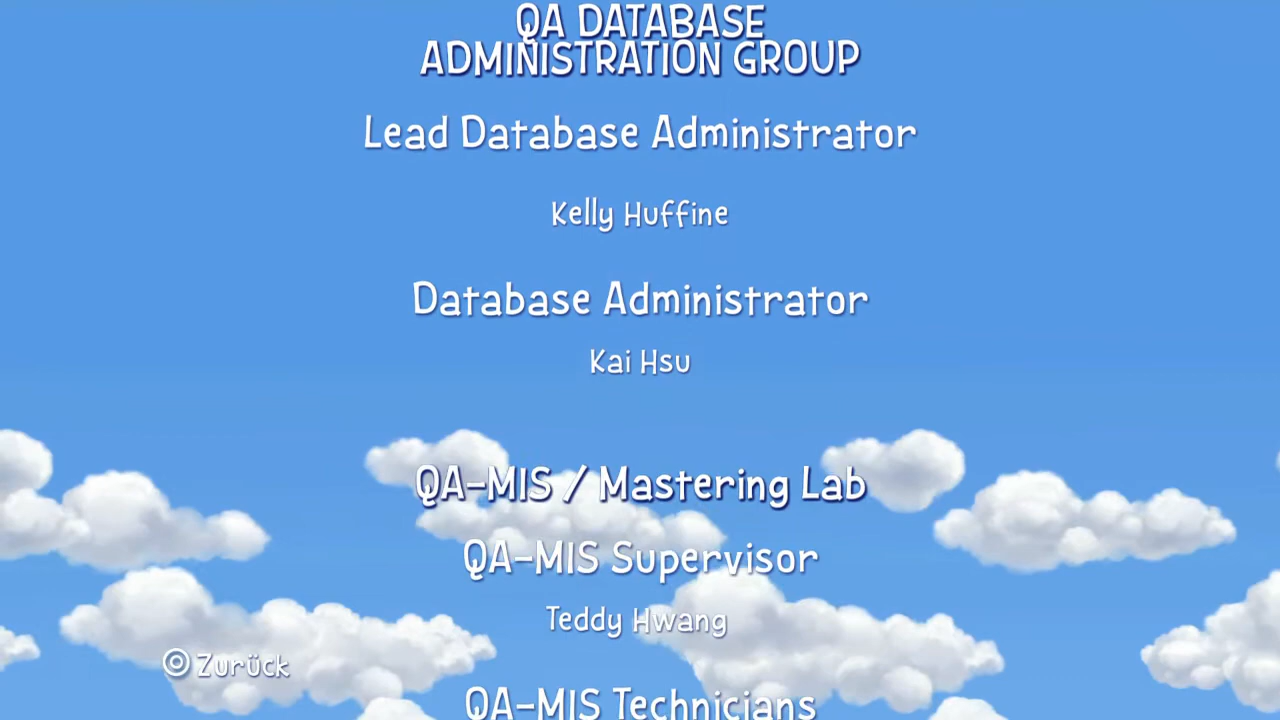 QA DATABASE
ADMINISTRATION GROUP
Lead Database Administrator
Kelly Huffine
Database Administrator
Kai Hsu
QA-MIS / Mastering Lab
QA-MIS Supervisor
Teddy Hwang
Zurück
QA-MIS Technicians